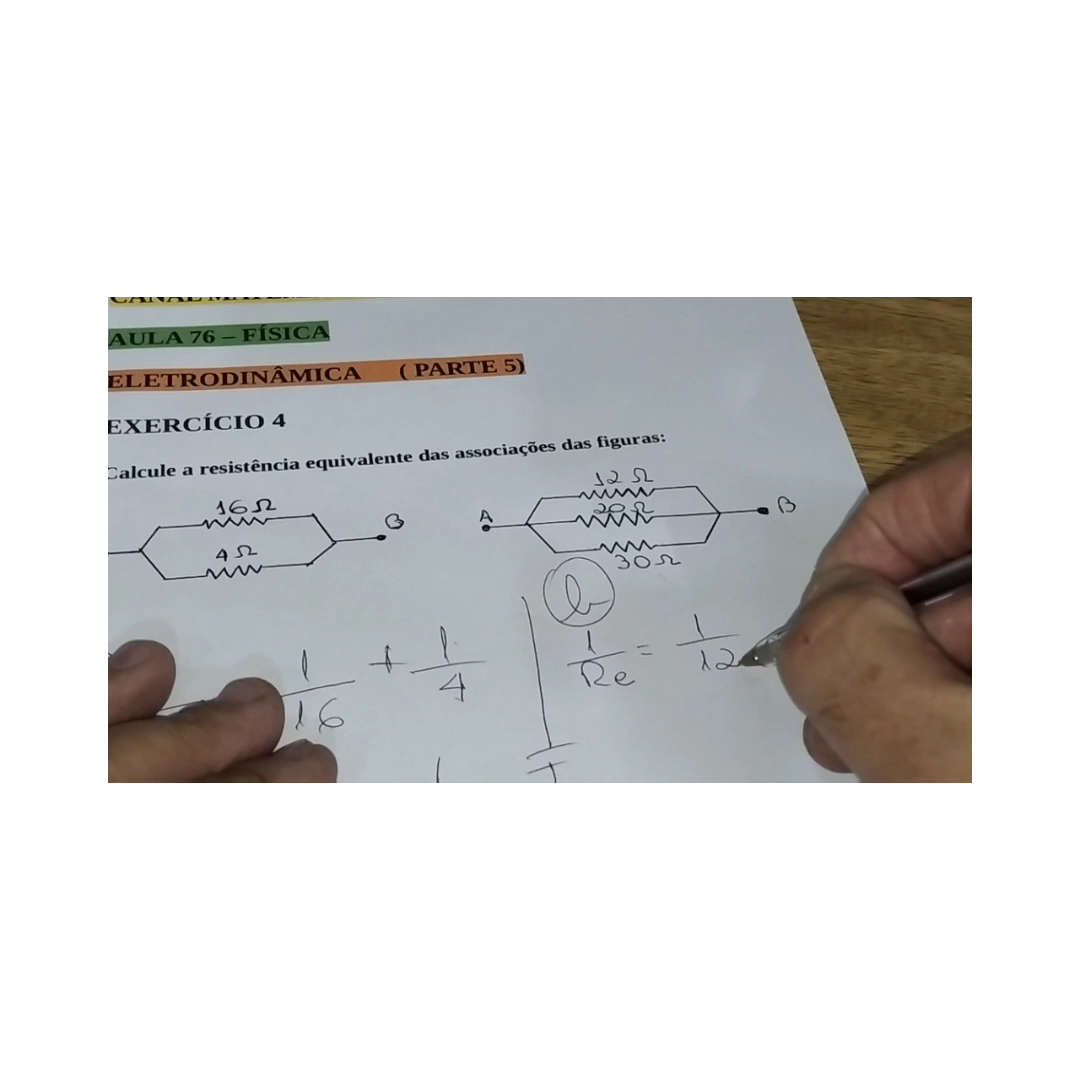 AULA 76 – FÍSICA
ELETRODINÂMICA ( PARTE 5)
EXERCÍCIO 4
Calcule a resistência equivalente das associações das figuras:
16 Ω
4 Ω
B
A
12 Ω
20 Ω
30 Ω
B
b
1/16 + 1/4
1/Re = 1/12